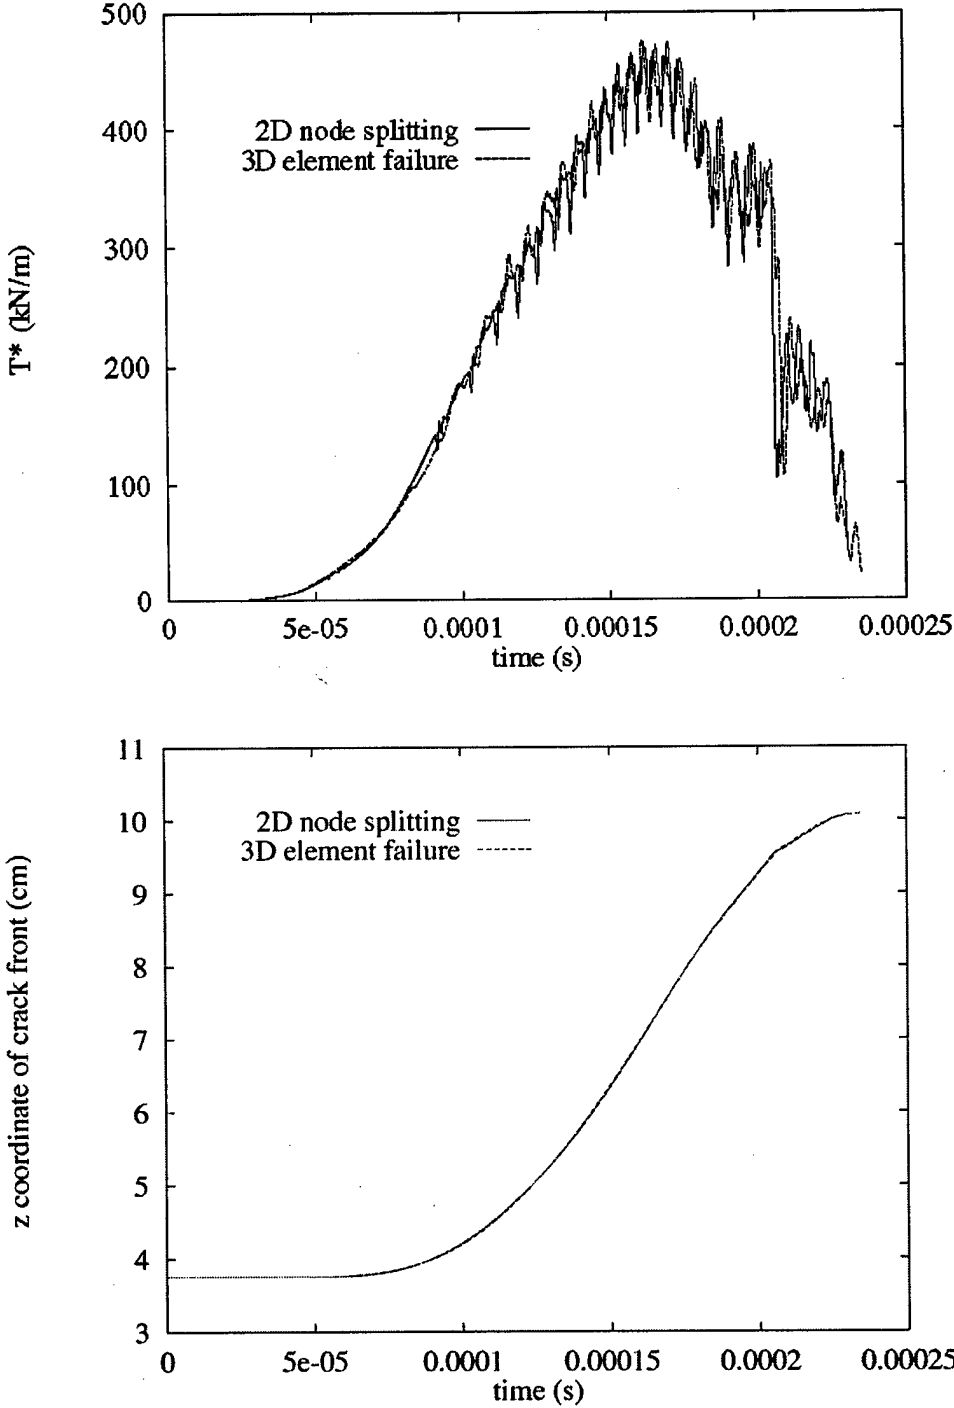 500
400
300
200
100
0
T* (kN/m)
2D node splitting
3D element failure
0 5e-05 0.0001 0.00015 0.0002 0.00025
time (s)
11
10
9
8
7
6
5
4
3
z coordinate of crack front (cm)
2D node splitting
3D element failure
0 5e-05 0.0001 0.00015 0.0002 0.00025
time (s)